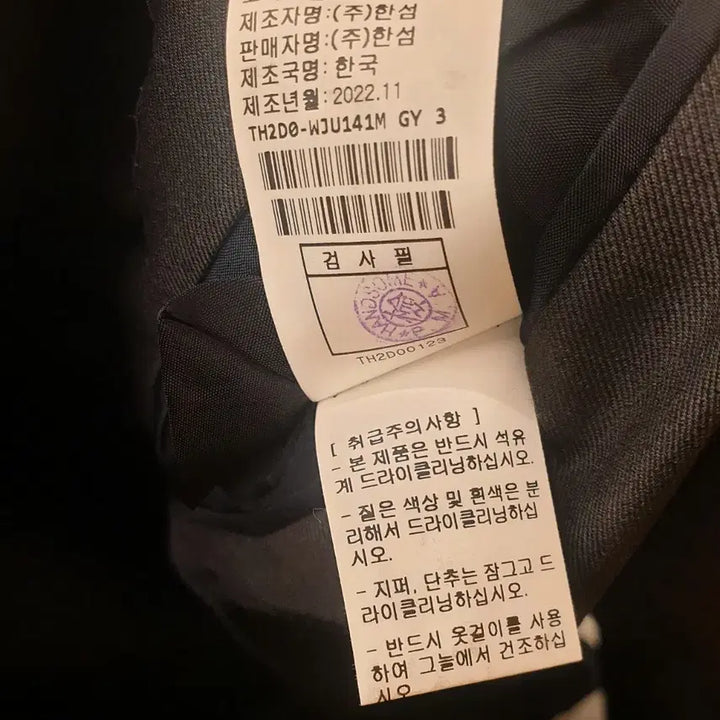 제조자명:(주)한섬
판매자명:(주)한섬
제조국명: 한국
제조년월: 2022.11
TH2D0-WJU141M GY 3
검 사 필
HANDSOME ★ A.M P ★
TH2D00123
[ 취급주의사항 ]
- 본 제품은 반드시 석유
계 드라이클리닝하십시오.
- 짙은 색상 및 흰색은 분
리해서 드라이클리닝하십
시오.
- 지퍼, 단추는 잠그고 드
라이클리닝하십시오.
- 반드시 옷걸이를 사용
하여 그늘에서 건조하십
시오